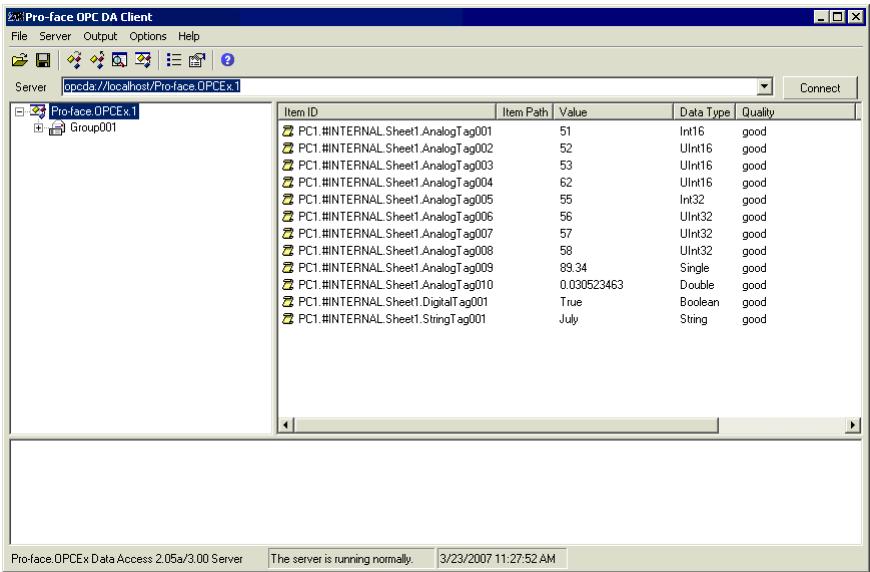 Pro-face OPC DA Client
File Server Output Options Help
Server opcda://localhost/Pro-face.OPCEx.1 Connect
Pro-face.OPCEx.1
Group001
Item ID Item Path Value Data Type Quality
PC1.#INTERNAL.Sheet1.AnalogTag001 51 Int16 good
PC1.#INTERNAL.Sheet1.AnalogTag002 52 UInt16 good
PC1.#INTERNAL.Sheet1.AnalogTag003 53 UInt16 good
PC1.#INTERNAL.Sheet1.AnalogTag004 62 UInt16 good
PC1.#INTERNAL.Sheet1.AnalogTag005 55 Int32 good
PC1.#INTERNAL.Sheet1.AnalogTag006 56 UInt32 good
PC1.#INTERNAL.Sheet1.AnalogTag007 57 UInt32 good
PC1.#INTERNAL.Sheet1.AnalogTag008 58 UInt32 good
PC1.#INTERNAL.Sheet1.AnalogTag009 89.34 Single good
PC1.#INTERNAL.Sheet1.AnalogTag010 0.030523463 Double good
PC1.#INTERNAL.Sheet1.DigitalTag001 True Boolean good
PC1.#INTERNAL.Sheet1.StringTag001 July String good
Pro-face.OPCEx Data Access 2.05a/3.00 Server The server is running normally. 3/23/2007 11:27:52 AM